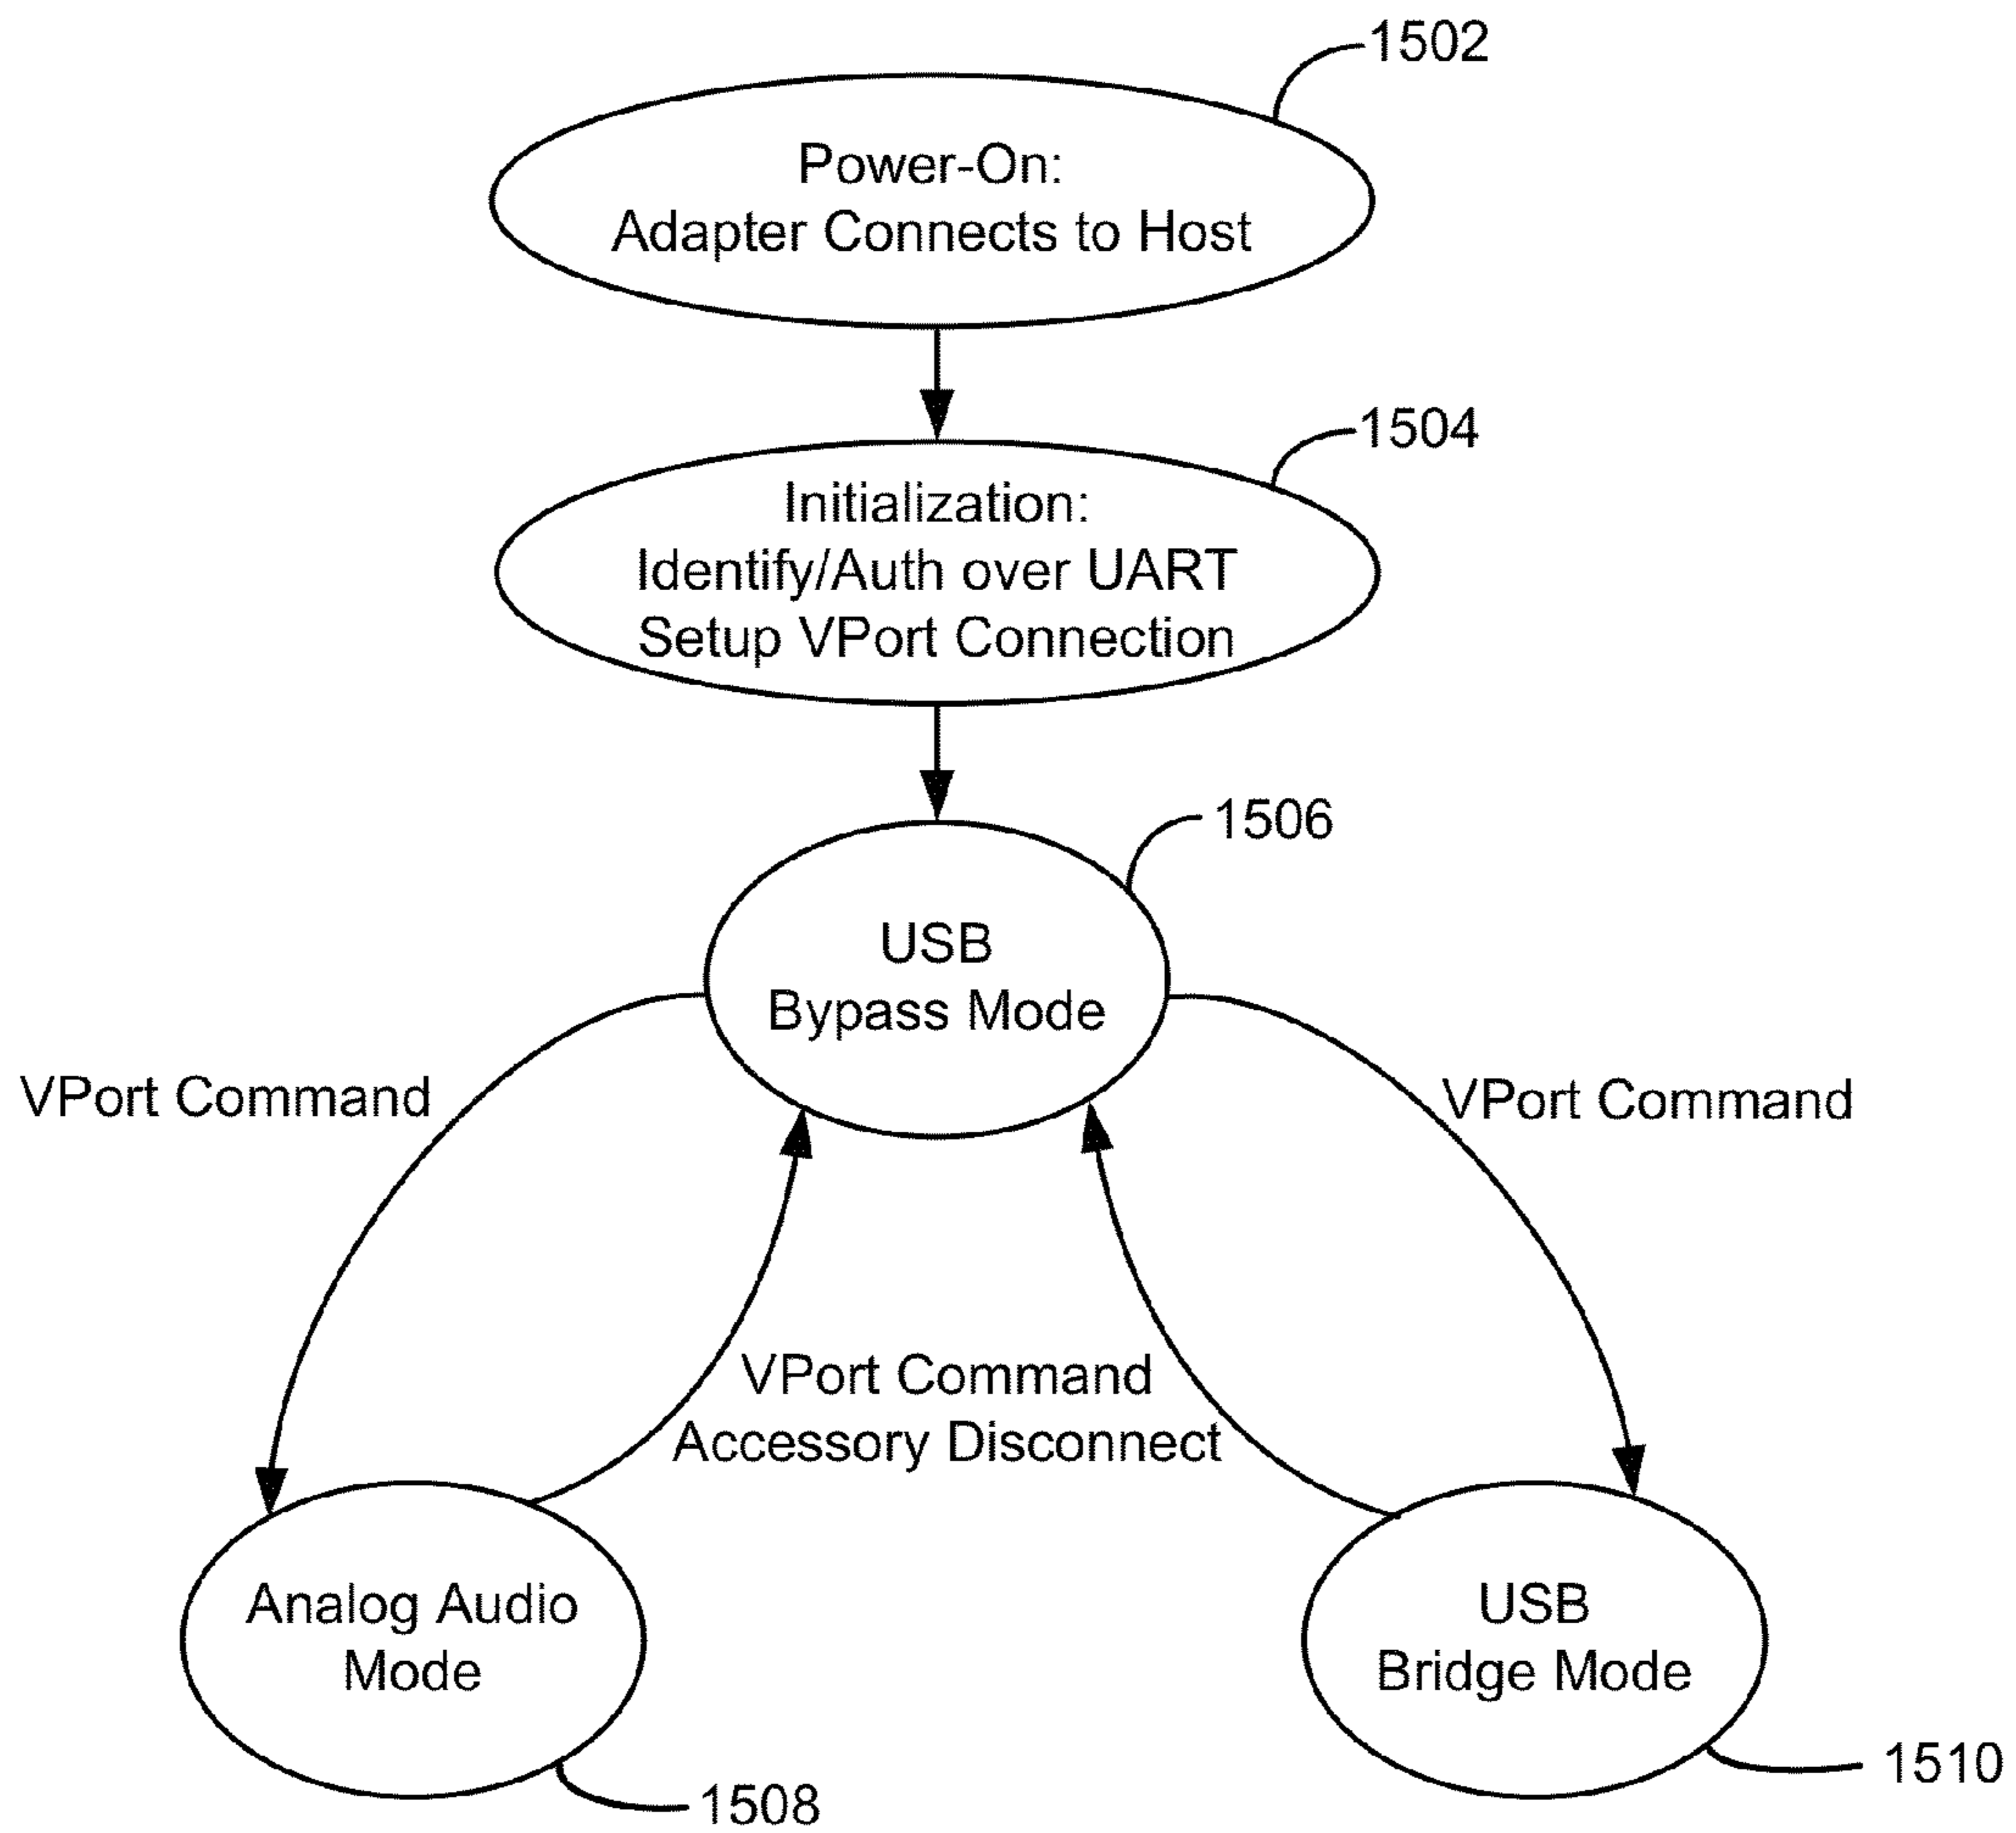 1502
Power-On:
Adapter Connects to Host
1504
Initialization:
Identify/Auth over UART
Setup VPort Connection
1506
USB
Bypass Mode
VPort Command
VPort Command
VPort Command
Accessory Disconnect
Analog Audio
Mode
USB
Bridge Mode
1508
1510